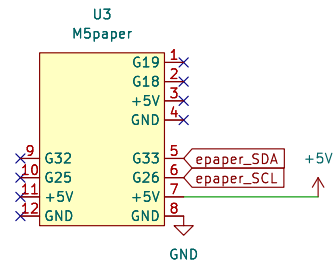 U3
M5paper
G19 1
G18 2
+5V 3
GND 4
9 G32 G33 5 epaper_SDA +5V
10 G25 G26 6 epaper_SCL
11 +5V +5V 7
12 GND GND 8
GND